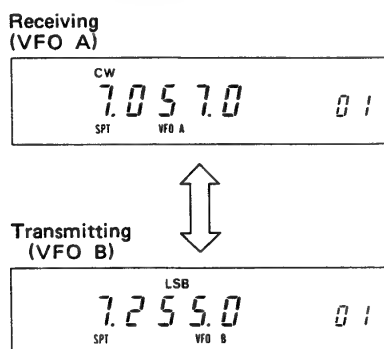 Receiving
(VFO A)
CW
7.057.0 01
SPT VFO A
Transmitting
(VFO B)
LSB
7.255.0 01
SPT VFO B